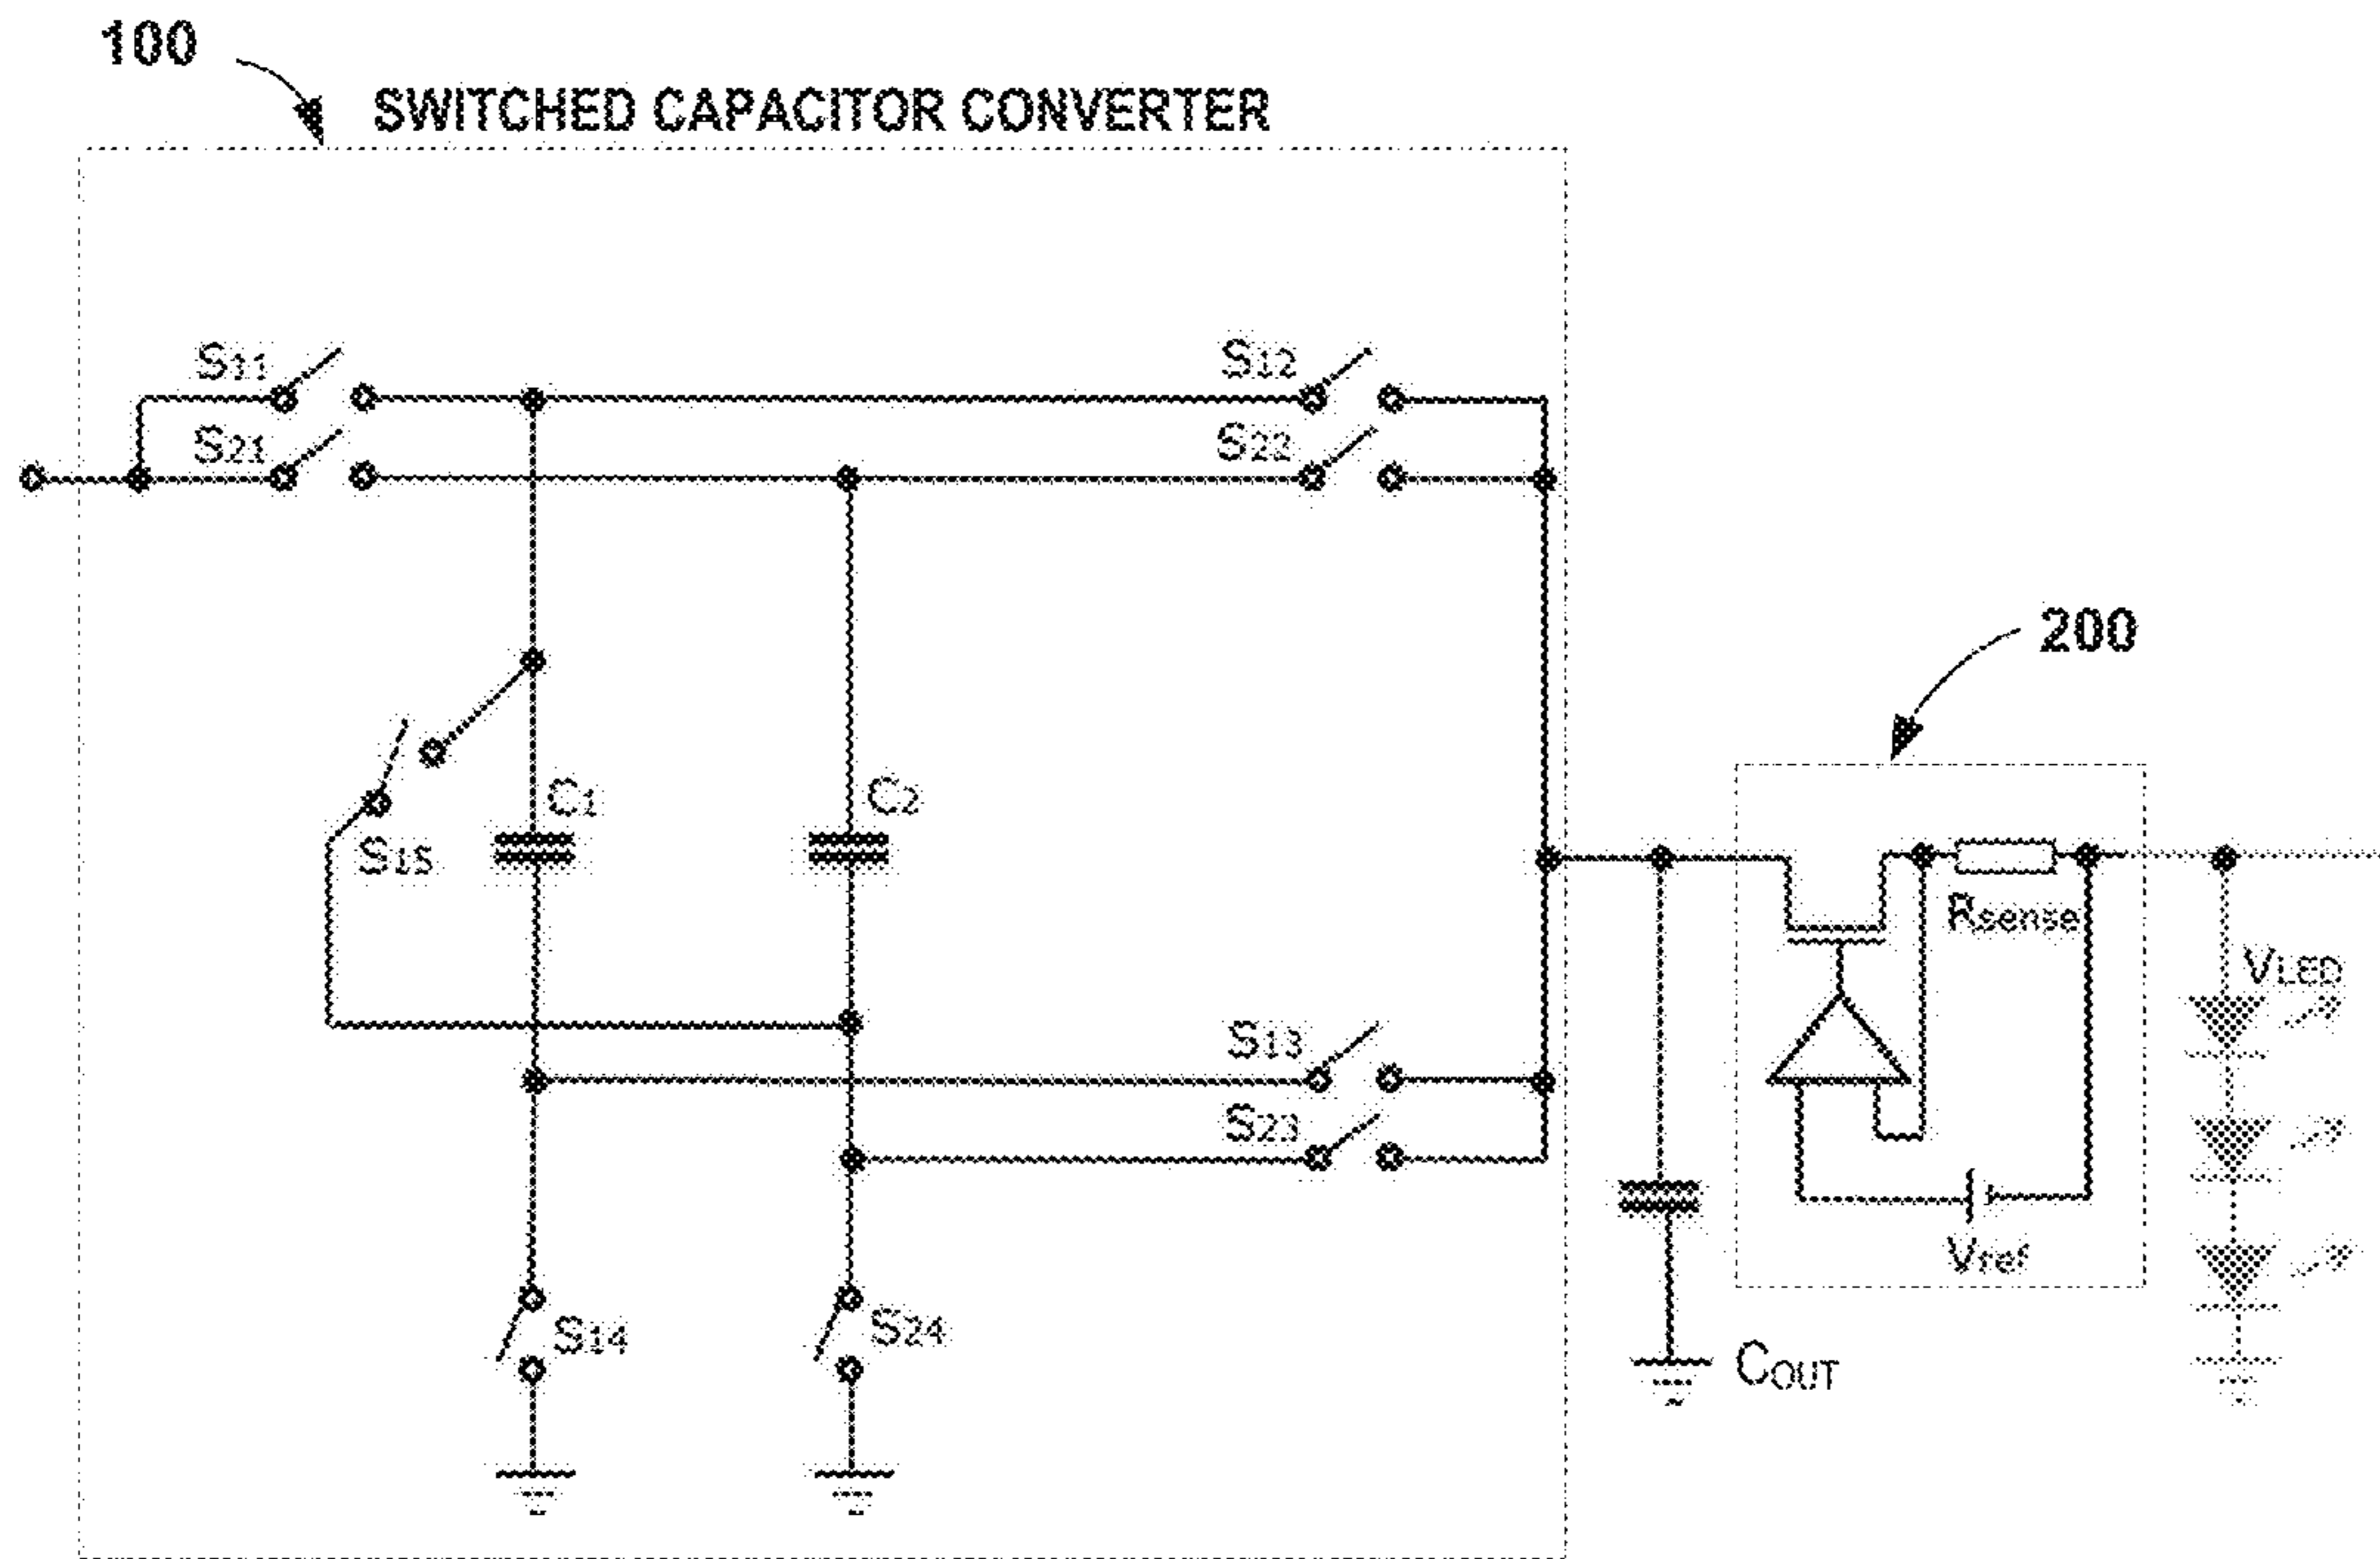 100
SWITCHED CAPACITOR CONVERTER
S11
S12
S21
S22
200
C1
C2
S15
Rsense
VLED
S13
S23
Vref
S14
S24
COUT